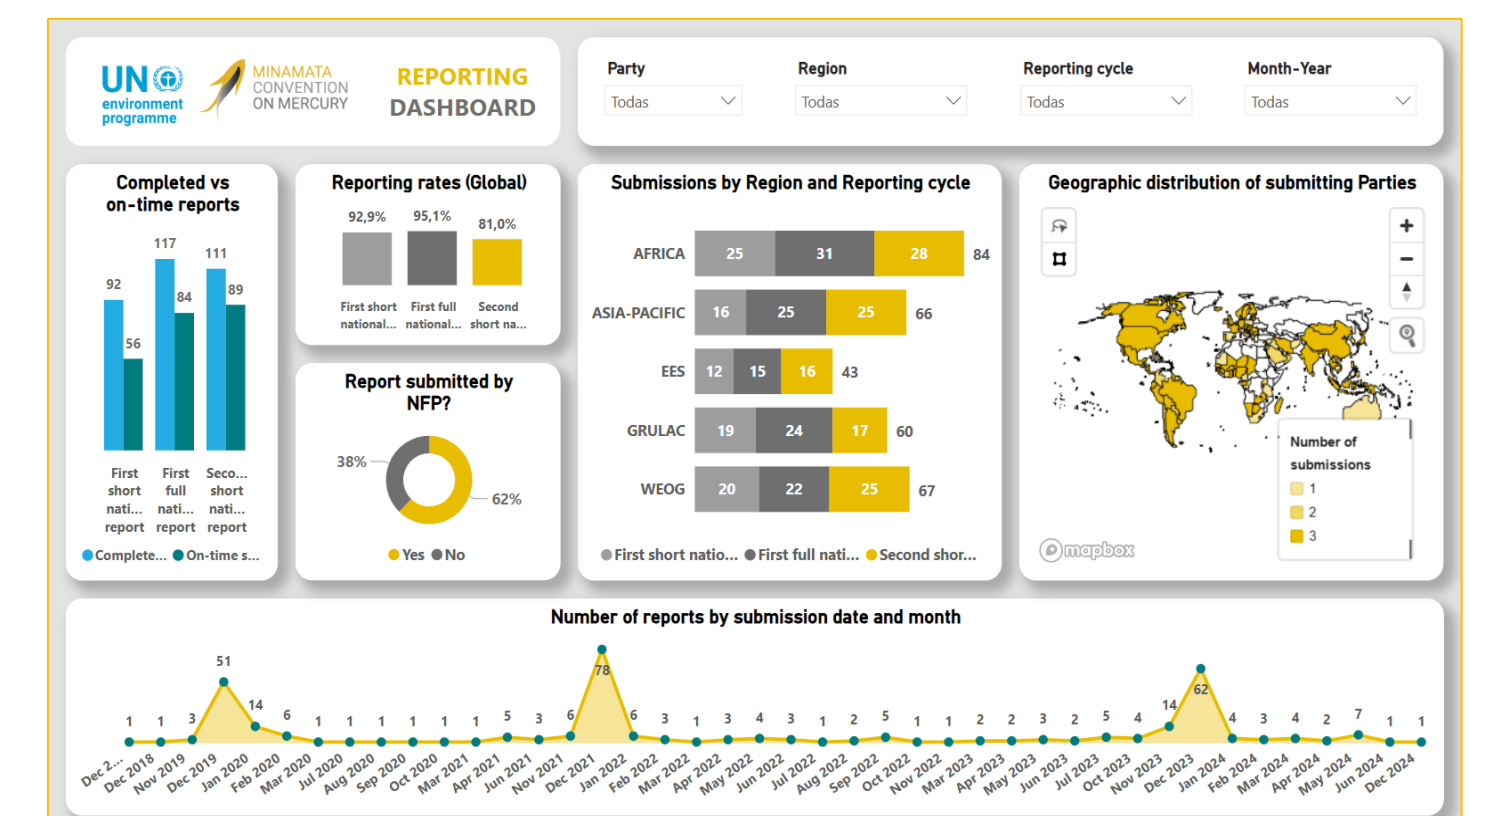 UN
environment
programme
MINAMATA
CONVENTION
ON MERCURY
REPORTING
DASHBOARD
Party
Todas
Region
Todas
Reporting cycle
Todas
Month-Year
Todas
Completed vs
on-time reports
92
56
117
84
111
89
First
short
nati...
report
First
full
nati...
report
Seco...
short
nati...
report
Complete... On-time s...
Reporting rates (Global)
92,9% 95,1% 81,0%
First short
national...
First full
national...
Second
short na...
Report submitted by
NFP?
38%
62%
Yes No
Submissions by Region and Reporting cycle
AFRICA 25 31 28 84
ASIA-PACIFIC 16 25 25 66
EES 12 15 16 43
GRULAC 19 24 17 60
WEOG 20 22 25 67
First short natio... First full nati... Second shor...
Geographic distribution of submitting Parties
Number of
submissions
1
2
3
mapbox
Number of reports by submission date and month
1 1 3 51 14 6 1 1 1 1 1 1 5 3 6 78 6 3 1 3 4 3 1 2 5 1 1 2 2 3 2 5 4 14 62 4 3 4 2 7 1 1
Dec 2... Dec 2018 Nov 2019 Dec 2019 Jan 2020 Feb 2020 Mar 2020 Jul 2020 Aug 2020 Sep 2020 Oct 2020 Mar 2021 Apr 2021 Jun 2021 Nov 2021 Dec 2021 Jan 2022 Feb 2022 Mar 2022 Apr 2022 May 2022 Jun 2022 Jul 2022 Aug 2022 Sep 2022 Oct 2022 Nov 2022 Mar 2023 Apr 2023 May 2023 Jun 2023 Jul 2023 Oct 2023 Nov 2023 Dec 2023 Jan 2024 Feb 2024 Mar 2024 Apr 2024 May 2024 Jun 2024 Dec 2024